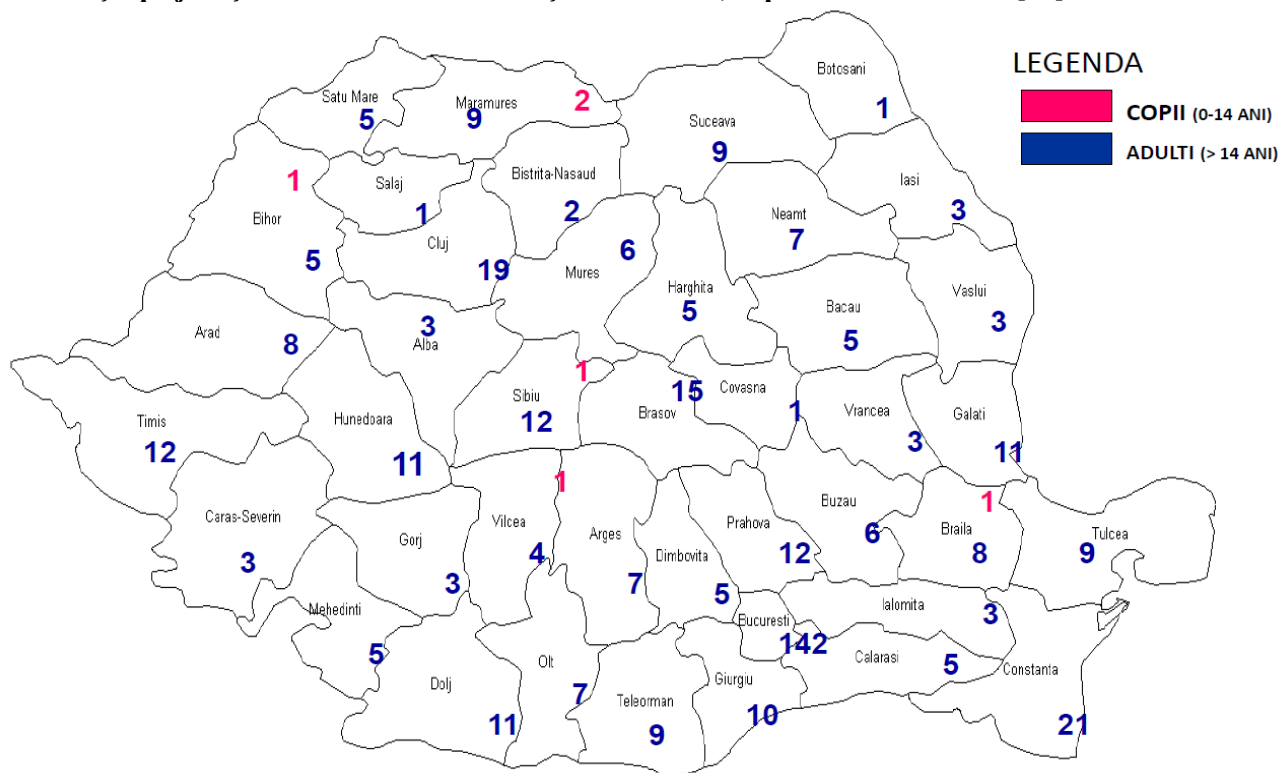 LEGENDA
COPII (0-14 ANI)
ADULTI (> 14 ANI)
Botosani
1
Satu Mare
5
Maramures
9
2
Suceava
9
Iasi
3
Bistrita-Nasaud
2
Salaj
1
Bihor
1
5
Cluj
19
Neamt
7
Mures
6
Harghita
5
Bacau
5
Vaslui
3
Arad
8
Alba
3
Sibiu
1
12
Brasov
15
Covasna
1
Vrancea
3
Galati
11
Timis
12
Hunedoara
11
Caras-Severin
3
Gorj
3
Vilcea
1
4
Arges
7
Dimbovita
5
Prahova
12
Buzau
6
Braila
1
8
Tulcea
9
Mehedinti
5
Dolj
11
Olt
7
Teleorman
9
Giurgiu
10
Bucuresti
142
Ialomita
3
Calarasi
5
Constanta
21